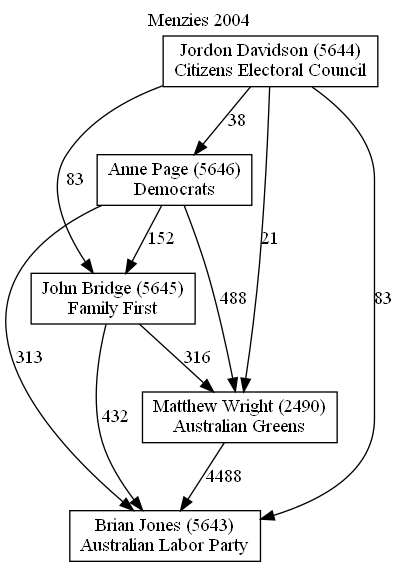 Menzies 2004
Jordon Davidson (5644)
Citizens Electoral Council
38
Anne Page (5646)
Democrats
83
152
21
John Bridge (5645)
Family First
488
83
313
316
432
Matthew Wright (2490)
Australian Greens
4488
Brian Jones (5643)
Australian Labor Party